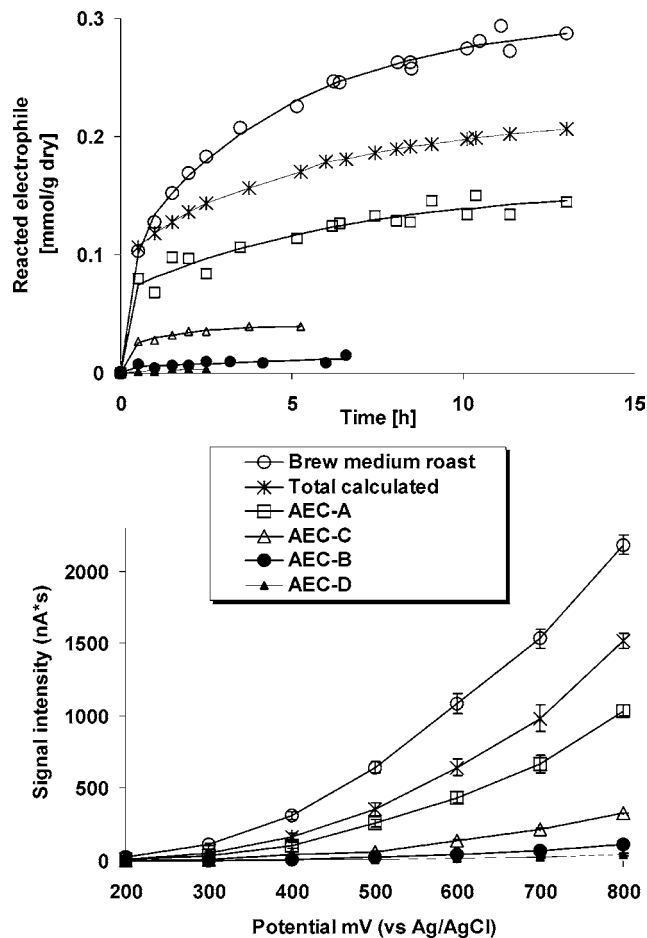 0.3
0.2
0.1
0
Reacted electrophile
[mmol/g dry]
0 5 10 15
Time [h]
Brew medium roast
Total calculated
AEC-A
AEC-C
AEC-B
AEC-D
2000
1500
1000
500
0
Signal intensity (nA*s)
200 300 400 500 600 700 800
Potential mV (vs Ag/AgCl)